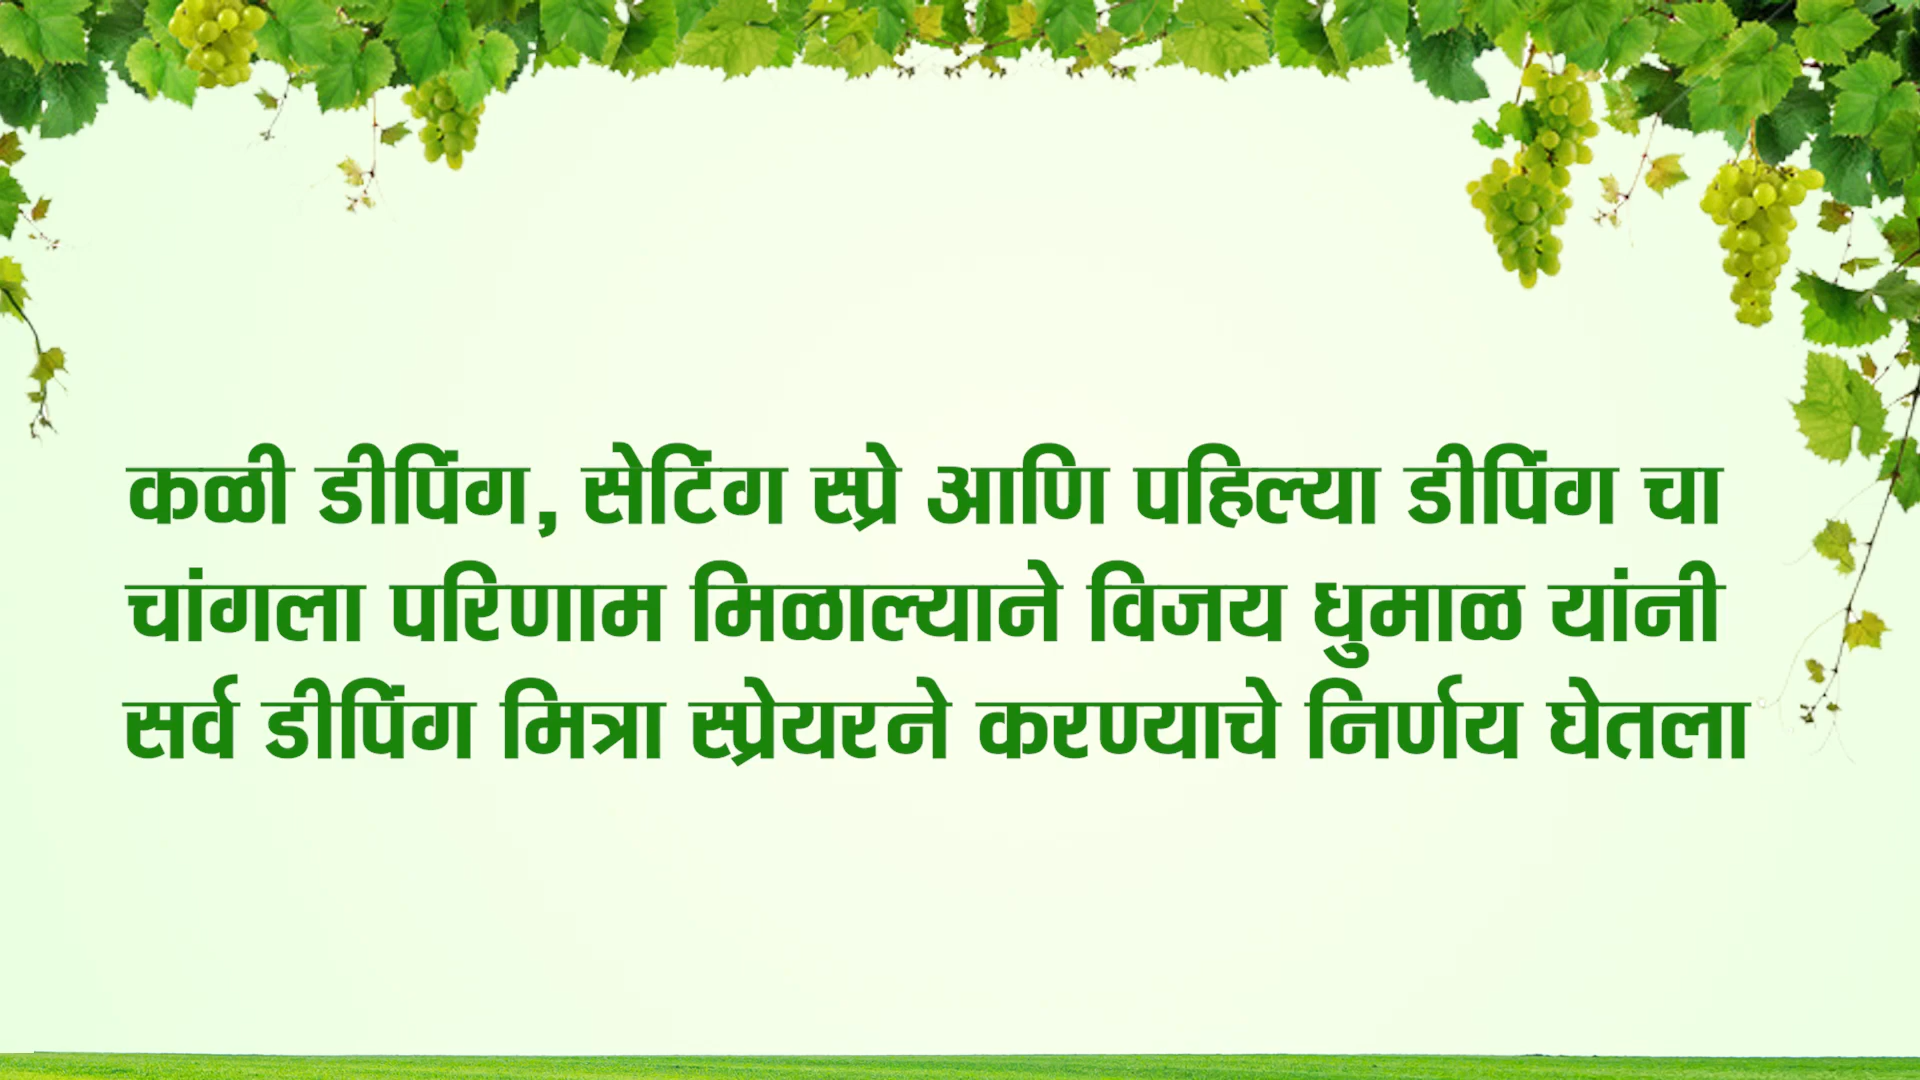 कळी डीपिंग, सेटिंग स्प्रे आणि पहिल्या डीपिंग चा
चांगला परिणाम मिळाल्याने विजय धुमाळ यांनी
सर्व डीपिंग मित्रा स्प्रेयरने करण्याचे निर्णय घेतला